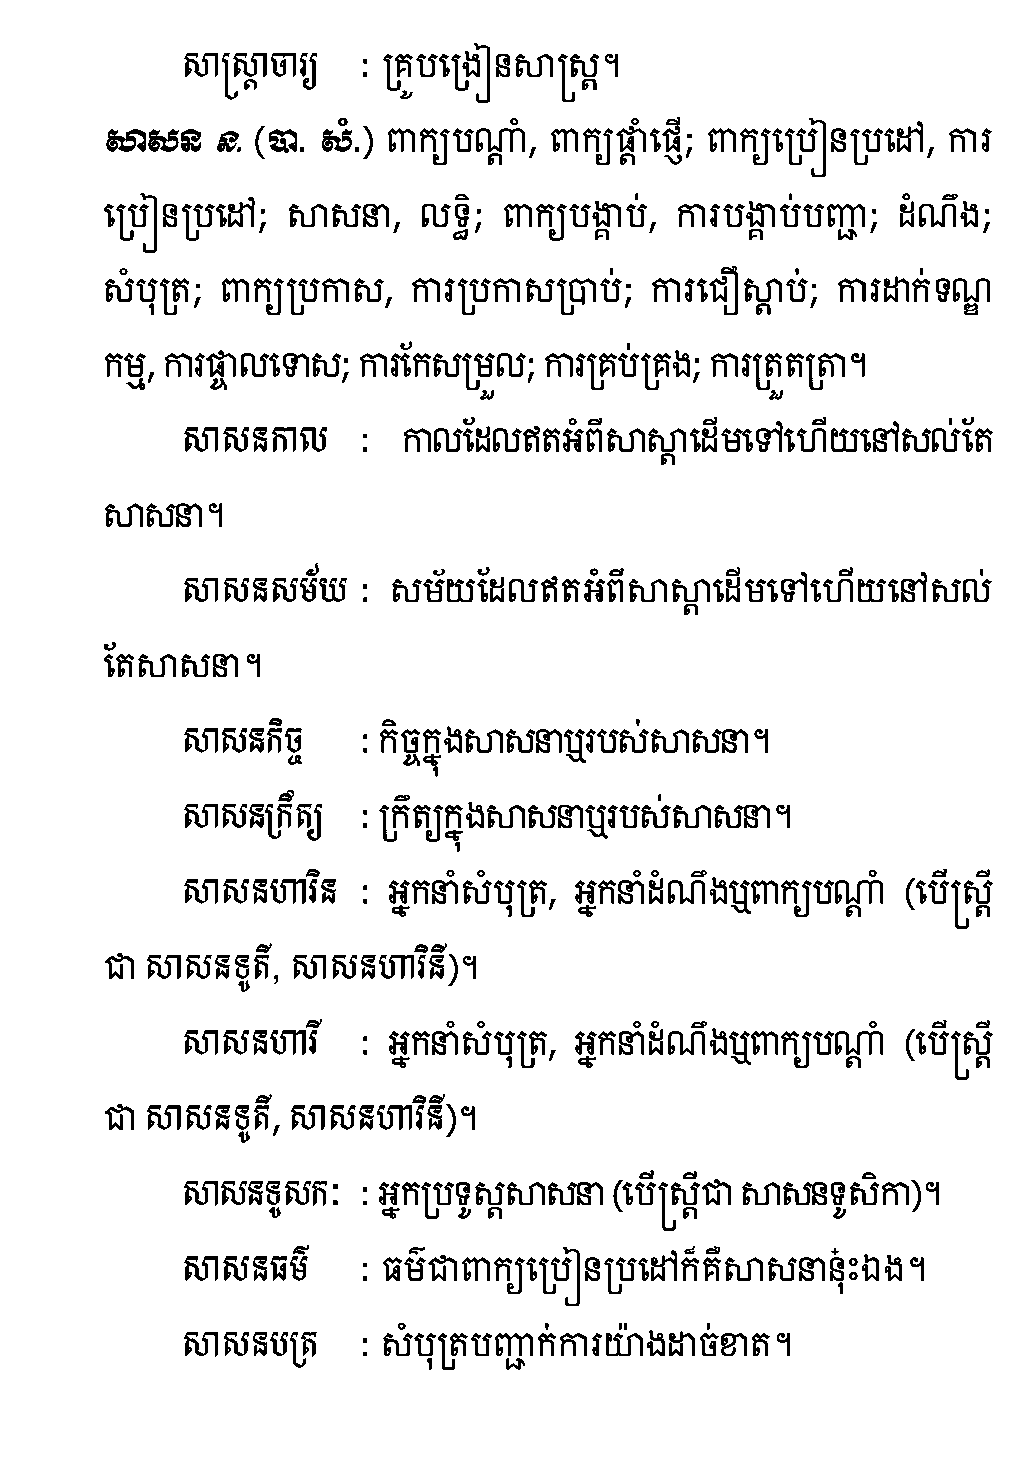 សាស្ត្រាចារ្យ : គ្រូបង្រៀនសាស្ត្រ។
សាសន ន. (បា. សំ.) ពាក្យបណ្ដាំ, ពាក្យផ្ដាំផ្ញើ; ពាក្យប្រៀនប្រដៅ, ការ
ប្រៀនប្រដៅ; សាសនា, លទ្ធិ; ពាក្យបង្គាប់, ការបង្គាប់បញ្ជា; ដំណឹង;
សំបុត្រ; ពាក្យប្រកាស, ការប្រកាសប្រាប់; ការជឿស្ដាប់; ការដាក់ទណ្ឌ
កម្ម, ការផ្ចាលទោស; ការកែសម្រួល; ការគ្រប់គ្រង; ការត្រួតត្រា។
សាសនកាល : កាលដែលឥតអំពីសាស្ដាដើមទៅហើយនៅសល់តែ
សាសនា។
សាសនសម័យ : សម័យដែលឥតអំពីសាស្ដាដើមទៅហើយនៅសល់
តែសាសនា។
សាសនកិច្ច : កិច្ចក្នុងសាសនាឬរបស់សាសនា។
សាសនក្រឹត្យ : ក្រឹត្យក្នុងសាសនាឬរបស់សាសនា។
សាសនហារិន : អ្នកនាំសំបុត្រ, អ្នកនាំដំណឹងឬពាក្យបណ្ដាំ (បើស្ត្រី
ជា សាសនទូតី, សាសនហារិនី)។
សាសនហារី : អ្នកនាំសំបុត្រ, អ្នកនាំដំណឹងឬពាក្យបណ្ដាំ (បើស្ត្រី
ជា សាសនទូតី, សាសនហារិនី)។
សាសនទូសកៈ : អ្នកប្រទូស្តសាសនា (បើស្ត្រីជា សាសនទូសិកា)។
សាសនធម៌ : ធម៌ជាពាក្យប្រៀនប្រដៅក៏គឺសាសនានុ៎ះឯង។
សាសនបត្រ : សំបុត្របញ្ជាក់ការយ៉ាងដាច់ខាត។